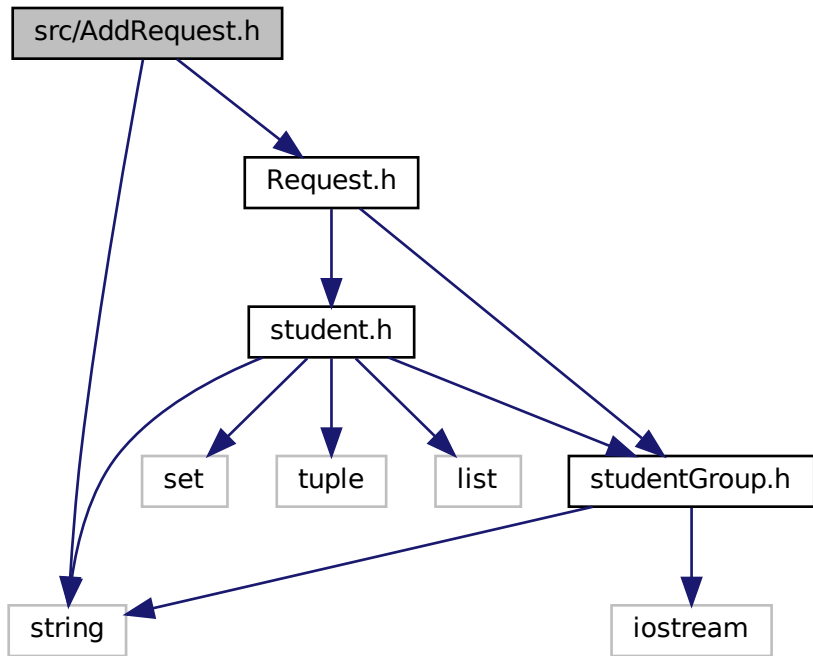 src/AddRequest.h
Request.h
student.h
set
tuple
list
studentGroup.h
string
iostream